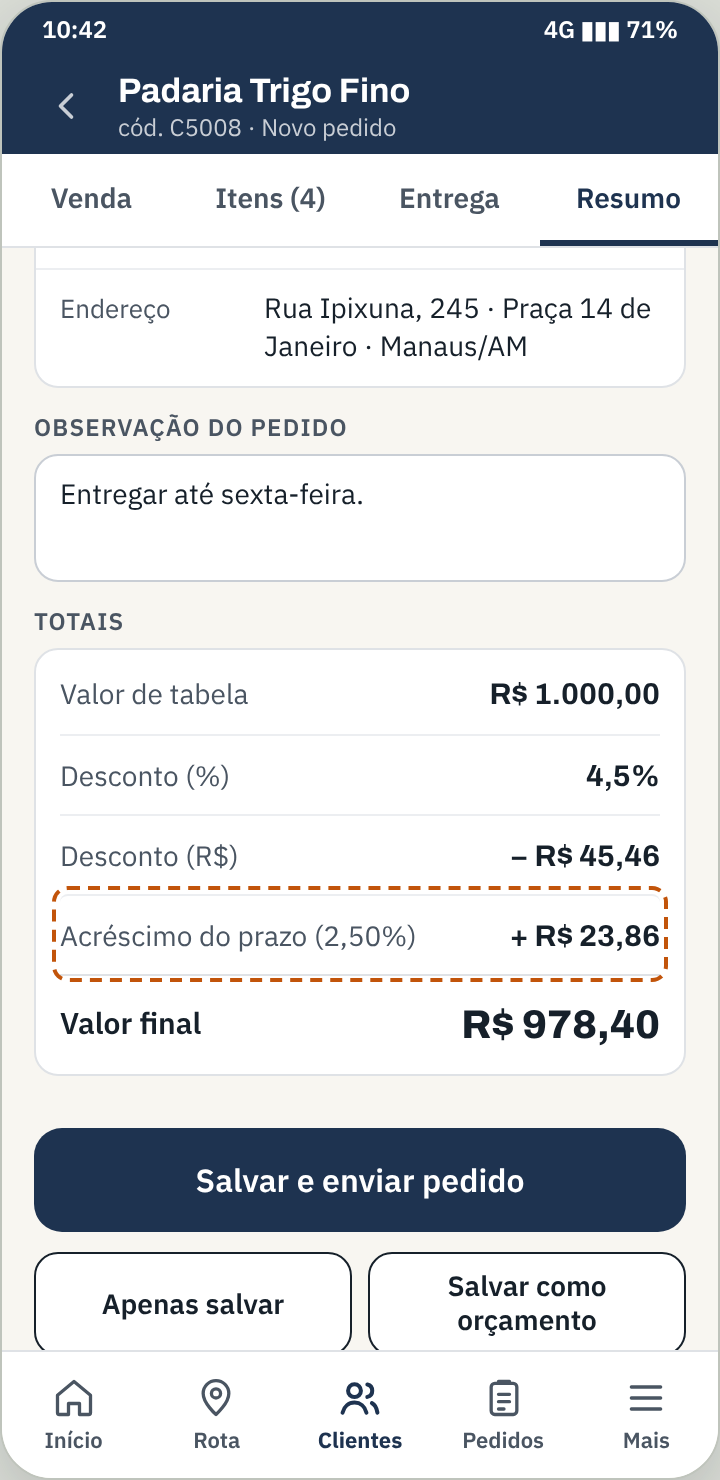 10:42
4G 71%
Padaria Trigo Fino
cód. C5008 · Novo pedido
Venda
Itens (4)
Entrega
Resumo
Endereço
Rua Ipixuna, 245 · Praça 14 de
Janeiro · Manaus/AM
OBSERVAÇÃO DO PEDIDO
Entregar até sexta-feira.
TOTAIS
Valor de tabela
R$ 1.000,00
Desconto (%)
4,5%
Desconto (R$)
– R$ 45,46
Acréscimo do prazo (2,50%)
+ R$ 23,86
Valor final
R$ 978,40
Salvar e enviar pedido
Apenas salvar
Salvar como
orçamento
Início
Rota
Clientes
Pedidos
Mais